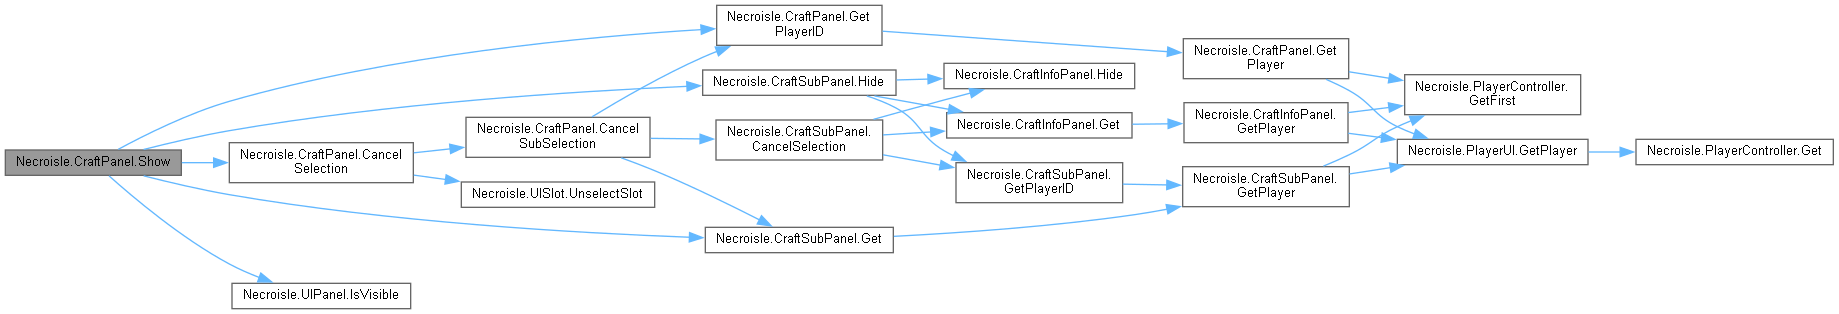 Necroisle.CraftPanel.Show
Necroisle.CraftPanel.Cancel
Selection
Necroisle.UIPanel.IsVisible
Necroisle.CraftPanel.Cancel
SubSelection
Necroisle.UISlot.UnselectSlot
Necroisle.CraftPanel.Get
PlayerID
Necroisle.CraftSubPanel.Hide
Necroisle.CraftSubPanel.
CancelSelection
Necroisle.CraftSubPanel.Get
Necroisle.CraftInfoPanel.Hide
Necroisle.CraftInfoPanel.Get
Necroisle.CraftSubPanel.
GetPlayerID
Necroisle.CraftPanel.Get
Player
Necroisle.CraftInfoPanel.
GetPlayer
Necroisle.CraftSubPanel.
GetPlayer
Necroisle.PlayerController.
GetFirst
Necroisle.PlayerUI.GetPlayer
Necroisle.PlayerController.Get